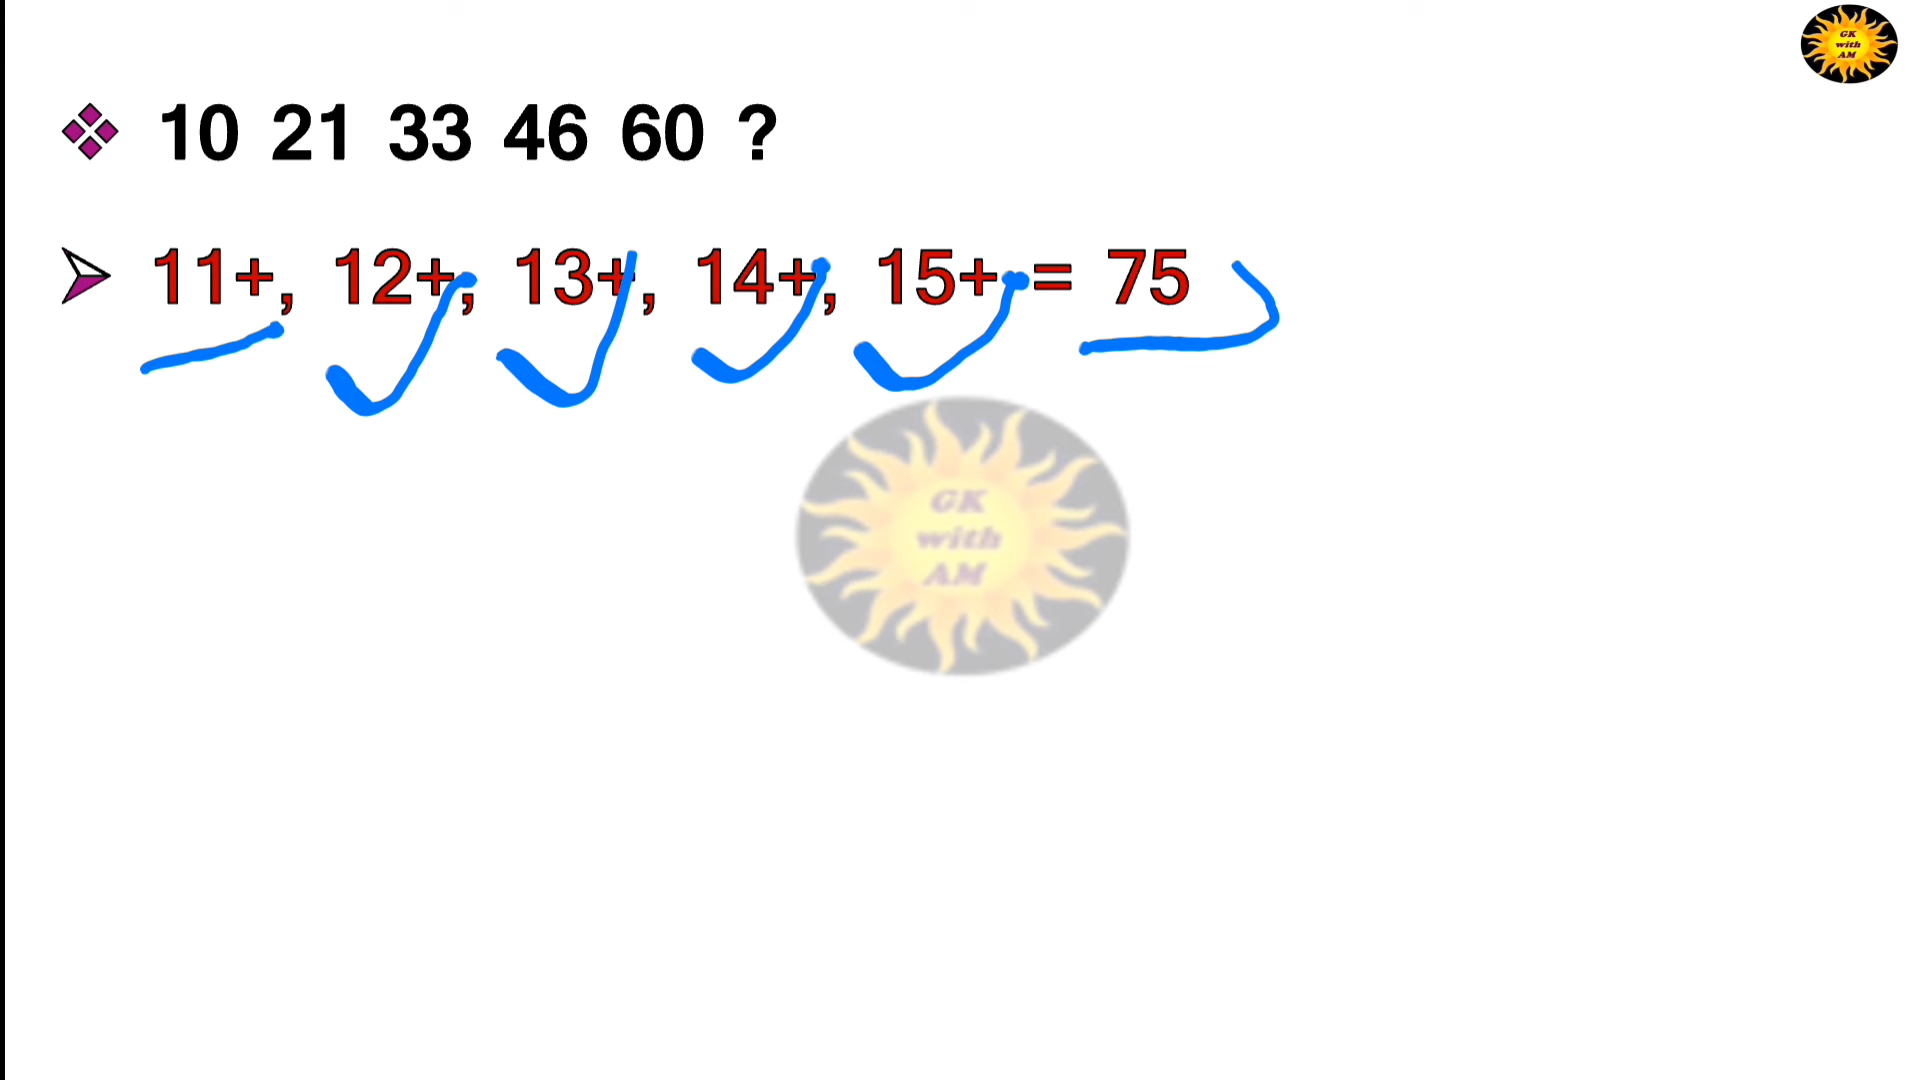 GK
with
AM
10 21 33 46 60 ?
11+, 12+, 13+, 14+, 15+ = 75
GK
with
AM